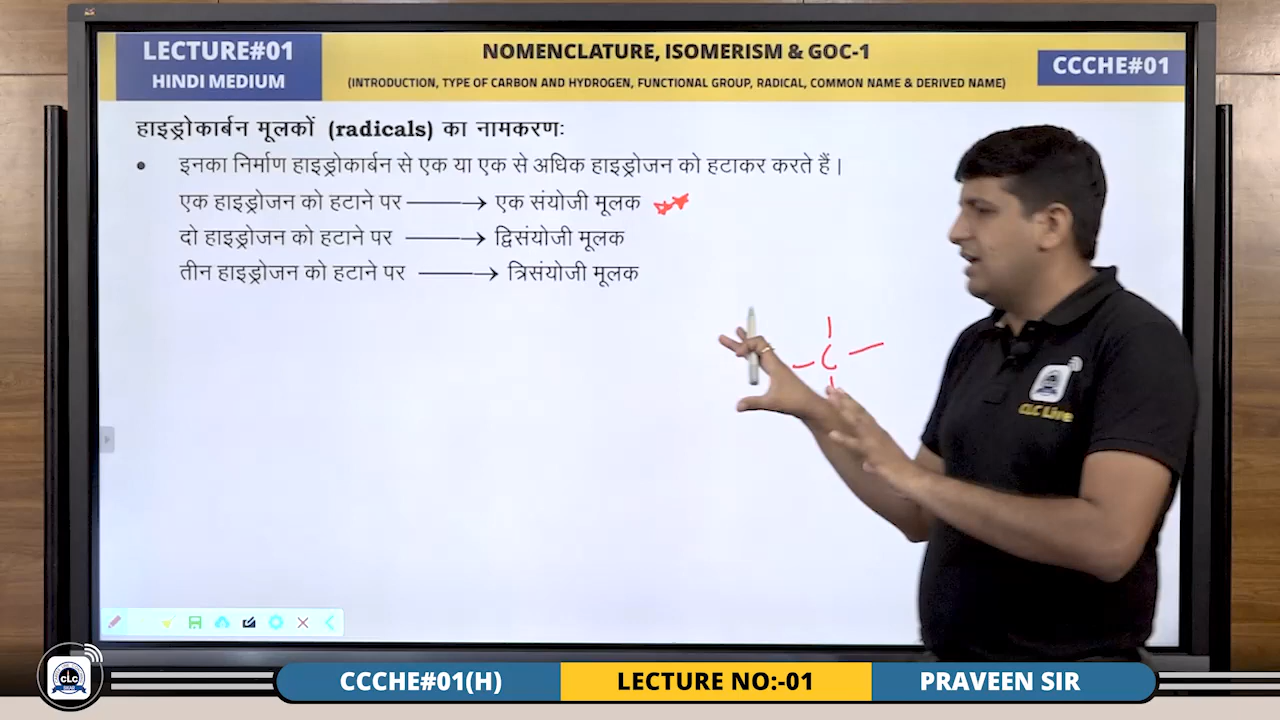 LECTURE#01
HINDI MEDIUM
NOMENCLATURE, ISOMERISM & GOC-1
(INTRODUCTION, TYPE OF CARBON AND HYDROGEN, FUNCTIONAL GROUP, RADICAL, COMMON NAME & DERIVED NAME)
CCCHE#01
हाइड्रोकार्बन मूलकों (radicals) का नामकरण:
• इनका निर्माण हाइड्रोकार्बन से एक या एक से अधिक हाइड्रोजन को हटाकर करते हैं।
एक हाइड्रोजन को हटाने पर ⟶ एक संयोजी मूलक
दो हाइड्रोजन को हटाने पर ⟶ द्विसंयोजी मूलक
तीन हाइड्रोजन को हटाने पर ⟶ त्रिसंयोजी मूलक
C
CLC Live
CLC
SIKAR
CCCHE#01(H)
LECTURE NO:-01
PRAVEEN SIR